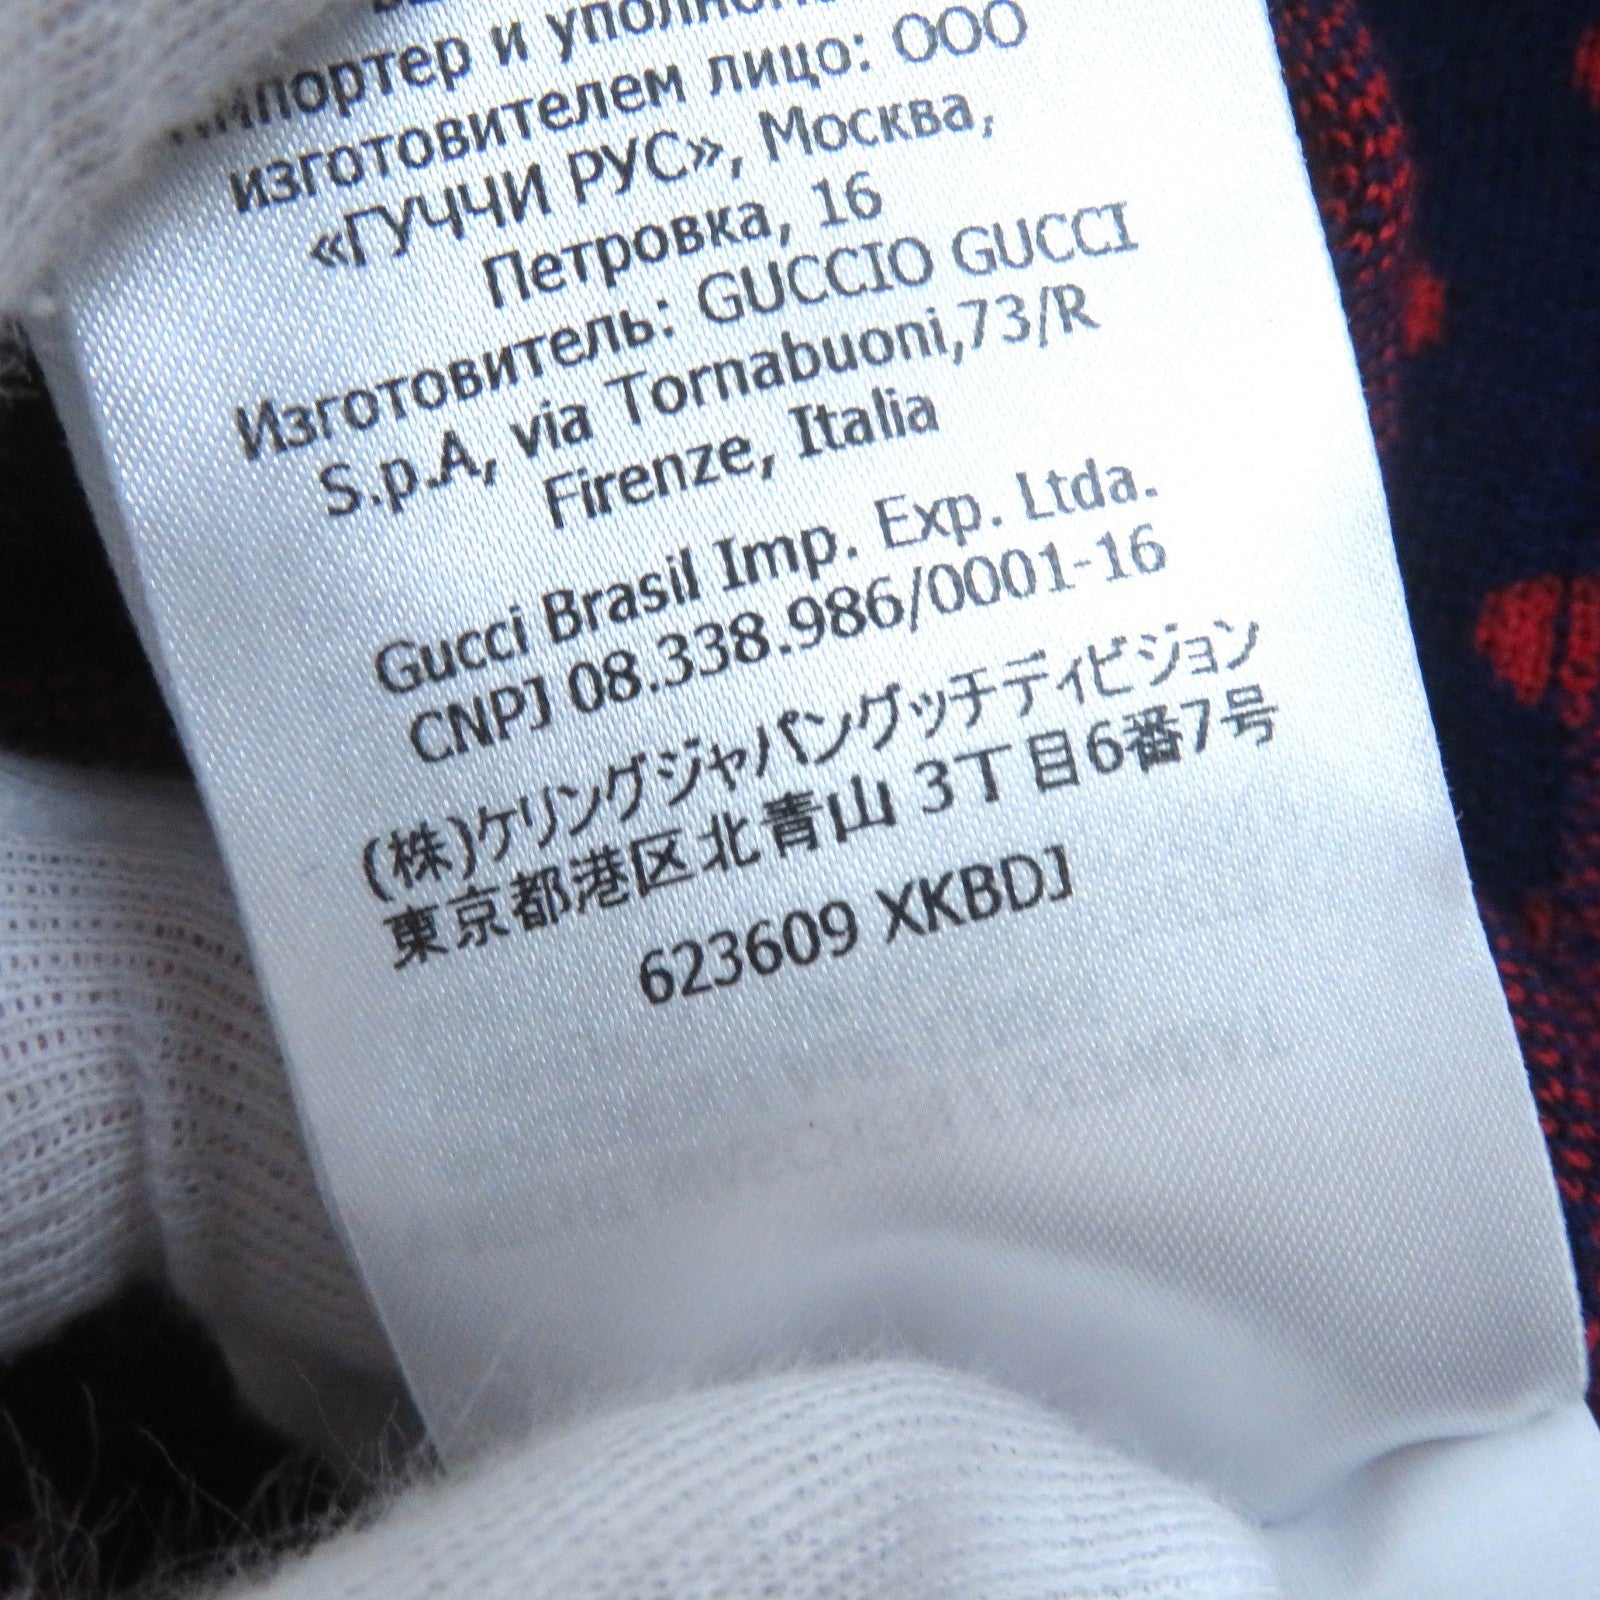 импортер и
изготовителем лицо: ООО
«ГУЧЧИ РУС», Москва,
Петровка, 16
Изготовитель: GUCCIO GUCCI
S.p.A, via Tornabuoni,73/R
Firenze, Italia
Gucci Brasil Imp. Exp. Ltda.
CNPJ 08.338.986/0001-16
(株)ケリングジャパングッチディビジョン
東京都港区北青山 3丁目6番7号
623609 XKBDJ